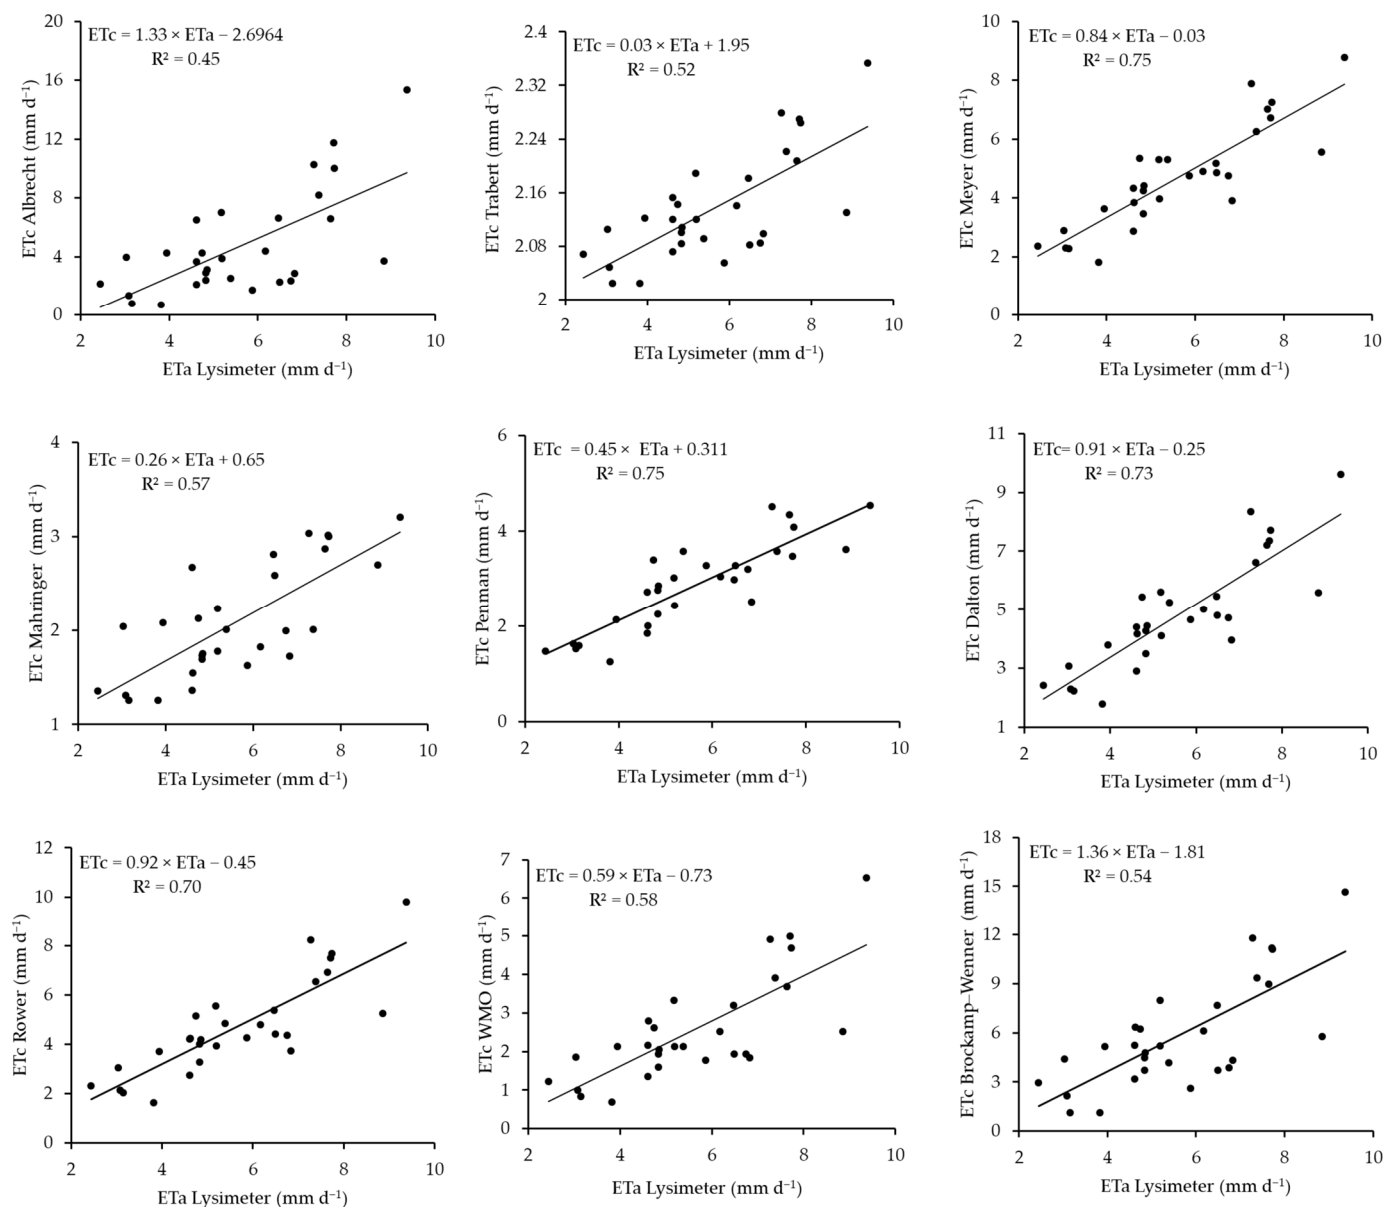 ETc = 1.33 × ETa – 2.6964
R² = 0.45
ETc Albrecht (mm d⁻¹)
20
16
12
8
4
0
2 4 6 8 10
ETa Lysimeter (mm d⁻¹)
ETc = 0.03 × ETa + 1.95
R² = 0.52
ETc Trabert (mm d⁻¹)
2.4
2.32
2.24
2.16
2.08
2
2 4 6 8 10
ETa Lysimeter (mm d⁻¹)
ETc = 0.84 × ETa – 0.03
R² = 0.75
ETc Meyer (mm d⁻¹)
10
8
6
4
2
0
2 4 6 8 10
ETa Lysimeter (mm d⁻¹)
ETc = 0.26 × ETa + 0.65
R² = 0.57
ETc Mahringer (mm d⁻¹)
4
3
2
1
2 4 6 8 10
ETa Lysimeter (mm d⁻¹)
ETc = 0.45 × ETa + 0.311
R² = 0.75
ETc Penman (mm d⁻¹)
6
4
2
0
2 4 6 8 10
ETa Lysimeter (mm d⁻¹)
ETc= 0.91 × ETa – 0.25
R² = 0.73
ETc Dalton (mm d⁻¹)
11
9
7
5
3
1
2 4 6 8 10
ETa Lysimeter (mm d⁻¹)
ETc = 0.92 × ETa – 0.45
R² = 0.70
ETc Rower (mm d⁻¹)
12
10
8
6
4
2
0
2 4 6 8 10
ETa Lysimeter (mm d⁻¹)
ETc = 0.59 × ETa – 0.73
R² = 0.58
ETc WMO (mm d⁻¹)
7
6
5
4
3
2
1
0
2 4 6 8 10
ETa Lysimeter (mm d⁻¹)
ETc = 1.36 × ETa – 1.81
R² = 0.54
ETc Brockamp–Wenner (mm d⁻¹)
18
15
12
9
6
3
0
2 4 6 8 10
ETa Lysimeter (mm d⁻¹)